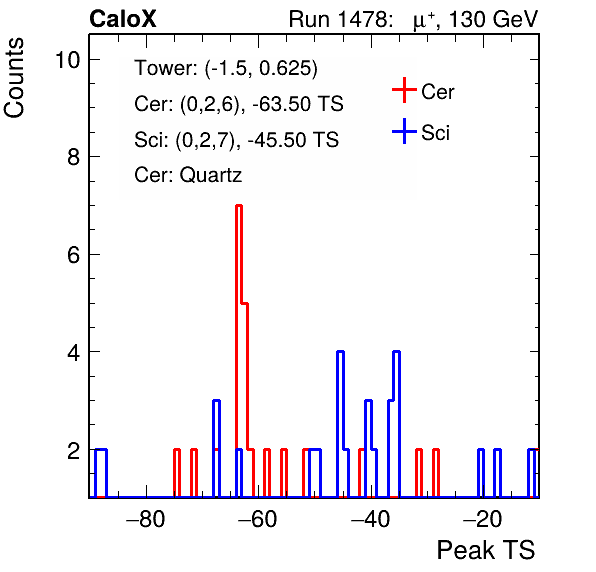 CaloX Run 1478: μ⁺, 130 GeV
Counts
Tower: (-1.5, 0.625)
Cer: (0,2,6), -63.50 TS
Sci: (0,2,7), -45.50 TS
Cer: Quartz
Cer
Sci
10
8
6
4
2
−80 −60 −40 −20
Peak TS